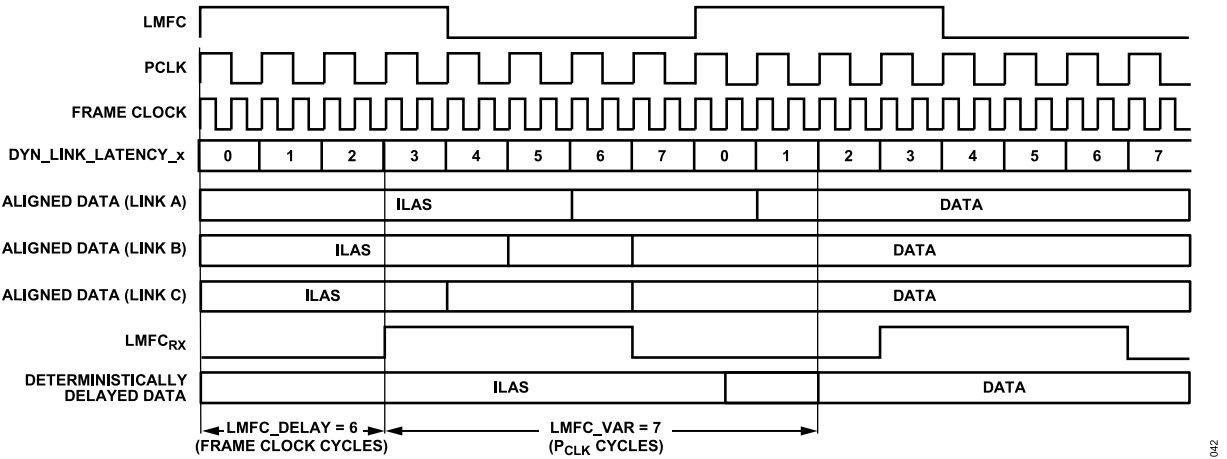 LMFC
PCLK
FRAME CLOCK
DYN_LINK_LATENCY_x 0 1 2 3 4 5 6 7 0 1 2 3 4 5 6 7
ALIGNED DATA (LINK A) ILAS DATA
ALIGNED DATA (LINK B) ILAS DATA
ALIGNED DATA (LINK C) ILAS DATA
LMFCRX
DETERMINISTICALLY
DELAYED DATA ILAS DATA
LMFC_DELAY = 6 LMFC_VAR = 7
(FRAME CLOCK CYCLES) (PCLK CYCLES)
042